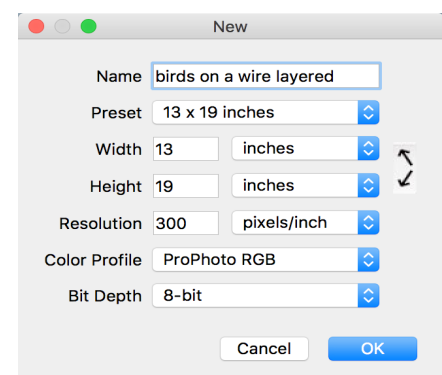 New
Name birds on a wire layered
Preset 13 x 19 inches
Width 13 inches
Height 19 inches
Resolution 300 pixels/inch
Color Profile ProPhoto RGB
Bit Depth 8-bit
Cancel OK